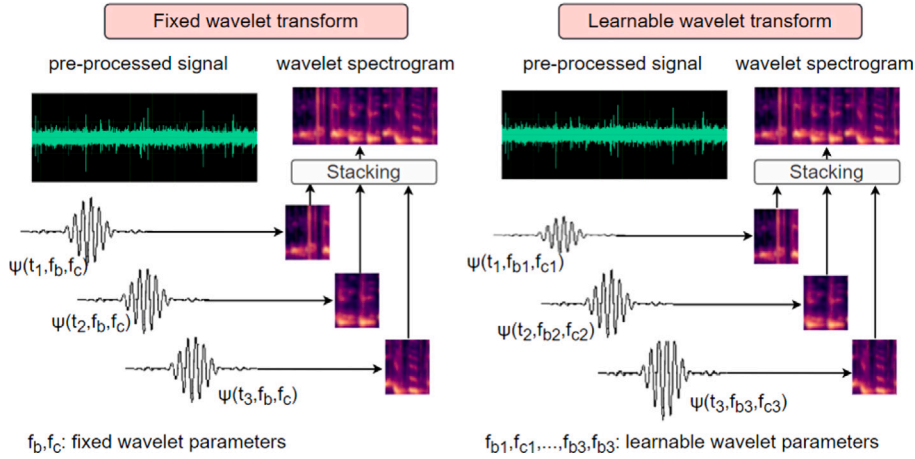 Fixed wavelet transform
pre-processed signal
wavelet spectrogram
Stacking
ψ(t1,fb,fc)
ψ(t2,fb,fc)
ψ(t3,fb,fc)
fb,fc: fixed wavelet parameters
Learnable wavelet transform
pre-processed signal
wavelet spectrogram
Stacking
ψ(t1,fb1,fc1)
ψ(t2,fb2,fc2)
ψ(t3,fb3,fc3)
fb1,fc1,...,fb3,fb3: learnable wavelet parameters